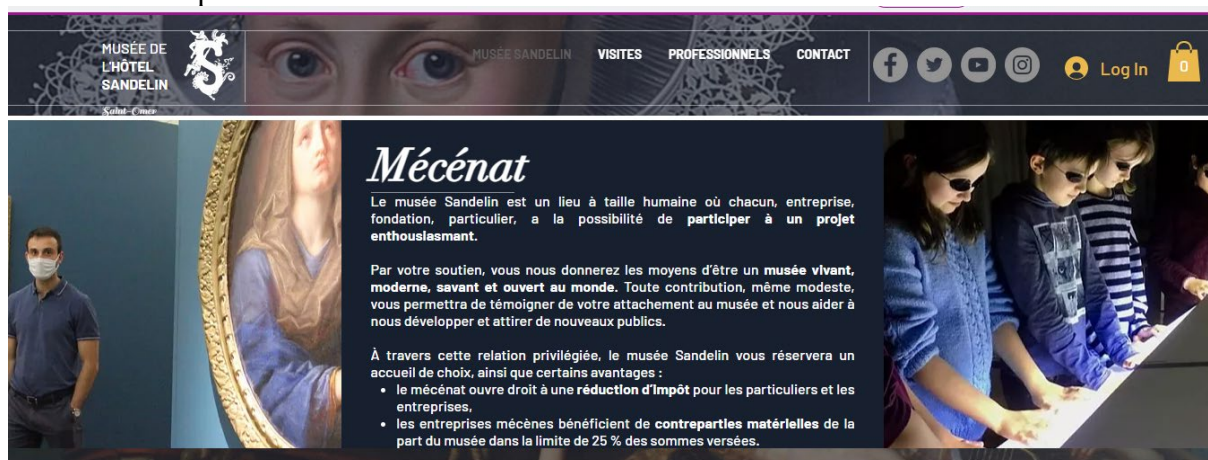 MUSÉE DE
L'HÔTEL
SANDELIN
Saint-Omer
MUSÉE SANDELIN
VISITES
PROFESSIONNELS
CONTACT
Log In
0
Mécénat
Le musée Sandelin est un lieu à taille humaine où chacun, entreprise,
fondation, particulier, a la possibilité de participer à un projet
enthousiasmant.
Par votre soutien, vous nous donnerez les moyens d'être un musée vivant,
moderne, savant et ouvert au monde. Toute contribution, même modeste,
vous permettra de témoigner de votre attachement au musée et nous aider à
nous développer et attirer de nouveaux publics.
À travers cette relation privilégiée, le musée Sandelin vous réservera un
accueil de choix, ainsi que certains avantages :
• le mécénat ouvre droit à une réduction d'impôt pour les particuliers et les
entreprises,
• les entreprises mécènes bénéficient de contreparties matérielles de la
part du musée dans la limite de 25 % des sommes versées.